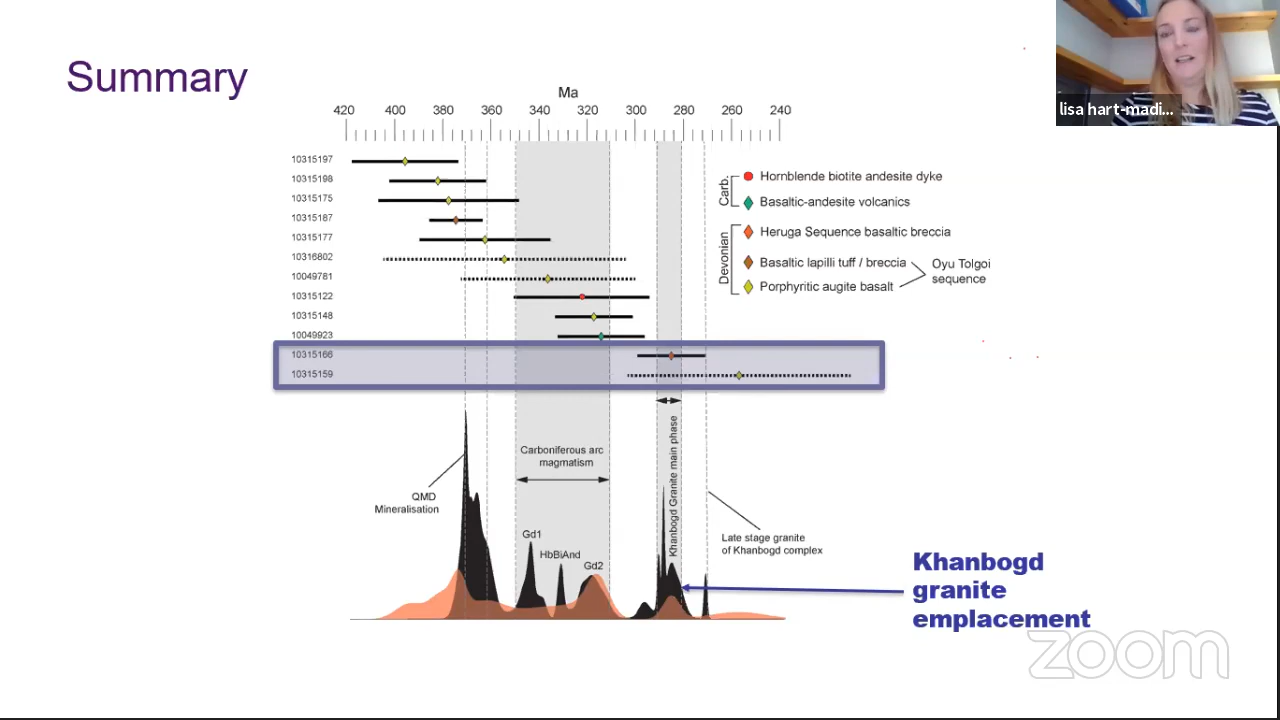 Summary
lisa hart-madi...
Ma
420 400 380 360 340 320 300 280 260 240
10315197
10315198
10315175
10315187
10315177
10316802
10049781
10315122
10315148
10049923
10315166
10315159
Carb.
Hornblende biotite andesite dyke
Basaltic-andesite volcanics
Devonian
Heruga Sequence basaltic breccia
Basaltic lapilli tuff / breccia
Porphyritic augite basalt
Oyu Tolgoi
sequence
Carboniferous arc
magmatism
Khanbogd Granite main phase
QMD
Mineralisation
Gd1
HbBiAnd
Gd2
Late stage granite
of Khanbogd complex
Khanbogd
granite
emplacement
zoom